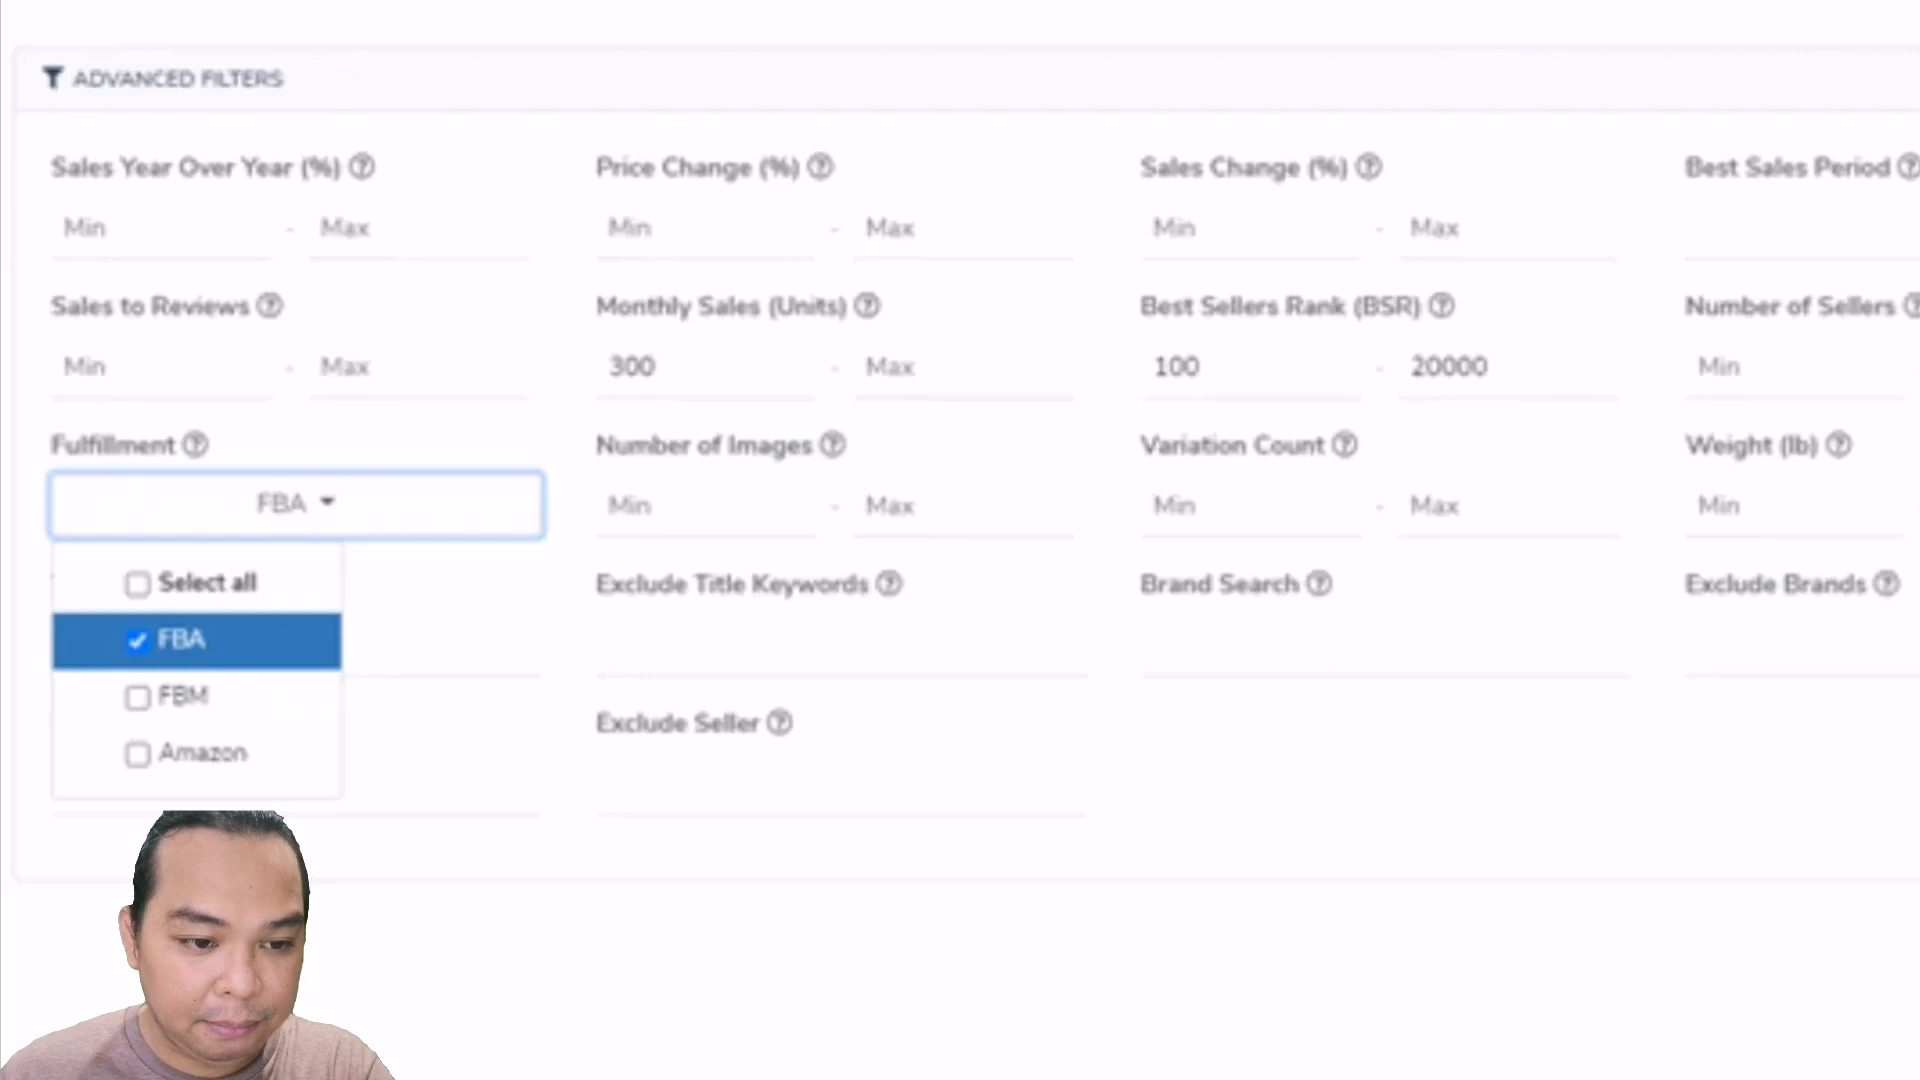 ADVANCED FILTERS
Sales Year Over Year (%) ? Price Change (%) ? Sales Change (%) ? Best Sales Period ?
Min - Max Min - Max Min - Max
Sales to Reviews ? Monthly Sales (Units) ? Best Sellers Rank (BSR) ? Number of Sellers ?
Min - Max 300 - Max 100 - 20000 Min
Fulfillment ? Number of Images ? Variation Count ? Weight (lb) ?
FBA Min - Max Min - Max Min
Select all Exclude Title Keywords ? Brand Search ? Exclude Brands ?
FBA
FBM
Exclude Seller ?
Amazon